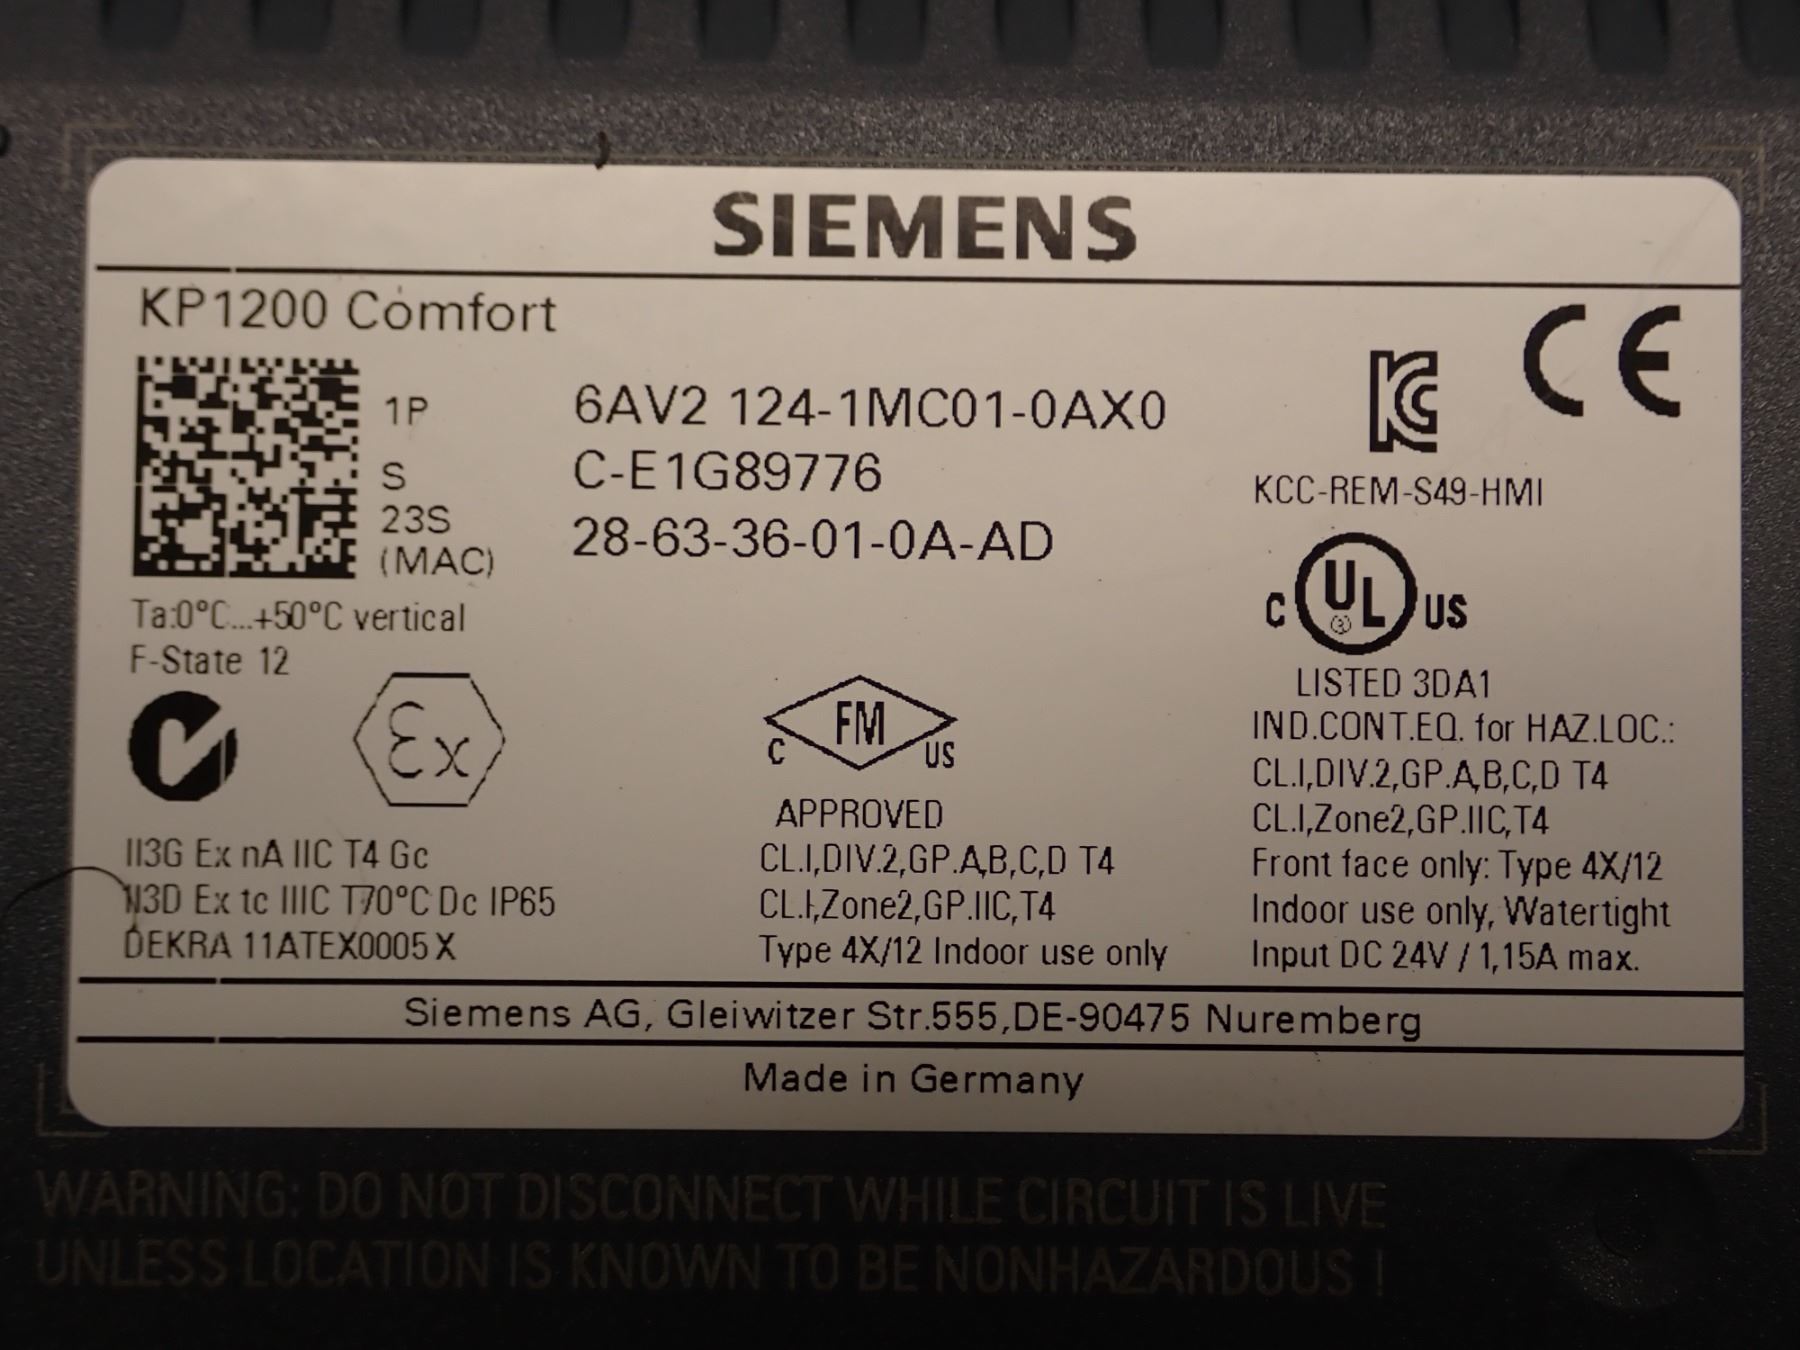 SIEMENS
KP1200 Comfort
1P 6AV2 124-1MC01-0AX0
S C-E1G89776
23S 28-63-36-01-0A-AD
(MAC)
Ta:0°C...+50°C vertical
F-State 12
CE
KCC-REM-S49-HMI
C UL US
LISTED 3DA1
IND.CONT.EQ. for HAZ.LOC.:
CL.I,DIV.2,GP.A,B,C,D T4
CL.I,Zone2,GP.IIC,T4
Front face only: Type 4X/12
Indoor use only, Watertight
Input DC 24V / 1,15A max.
Ex
II3G Ex nA IIC T4 Gc
II3D Ex tc IIIC T70°C Dc IP65
DEKRA 11ATEX0005 X
C FM US
APPROVED
CL.I,DIV.2,GP.A,B,C,D T4
CL.I,Zone2,GP.IIC,T4
Type 4X/12 Indoor use only
Siemens AG, Gleiwitzer Str.555,DE-90475 Nuremberg
Made in Germany
WARNING: DO NOT DISCONNECT WHILE CIRCUIT IS LIVE
UNLESS LOCATION IS KNOWN TO BE NONHAZARDOUS !